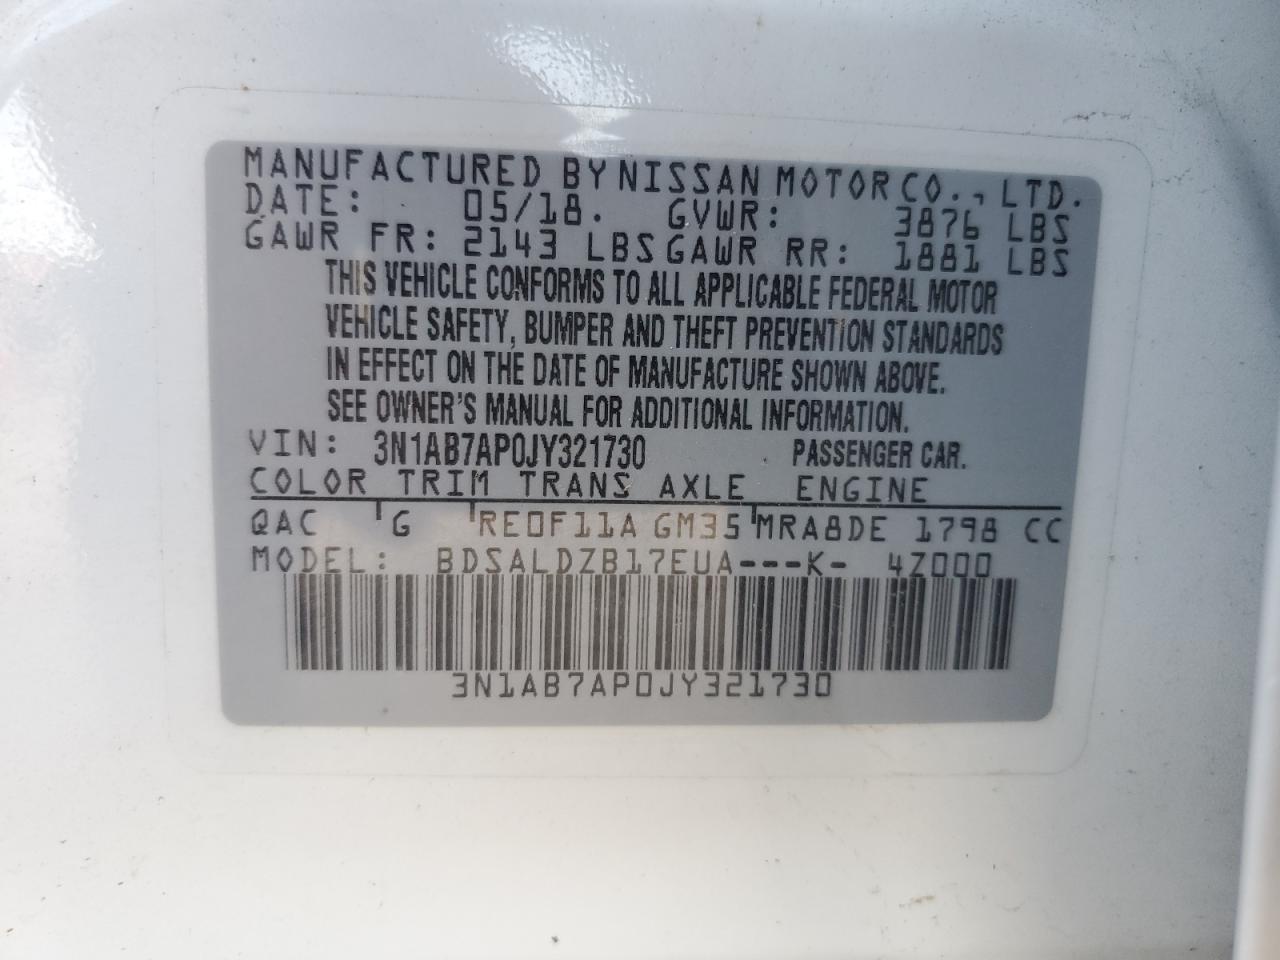 MANUFACTURED BY NISSAN MOTOR CO., LTD.
DATE: 05/18. GVWR: 3876 LBS
GAWR FR: 2143 LBS GAWR RR: 1881 LBS
THIS VEHICLE CONFORMS TO ALL APPLICABLE FEDERAL MOTOR
VEHICLE SAFETY, BUMPER AND THEFT PREVENTION STANDARDS
IN EFFECT ON THE DATE OF MANUFACTURE SHOWN ABOVE.
SEE OWNER'S MANUAL FOR ADDITIONAL INFORMATION.
VIN: 3N1AB7AP0JY321730 PASSENGER CAR.
COLOR TRIM TRANS AXLE ENGINE
QAC G RE0F11A GM35 MRA8DE 1798 CC
MODEL: BDSALDZB17EUA---K- 4Z000
3N1AB7AP0JY321730